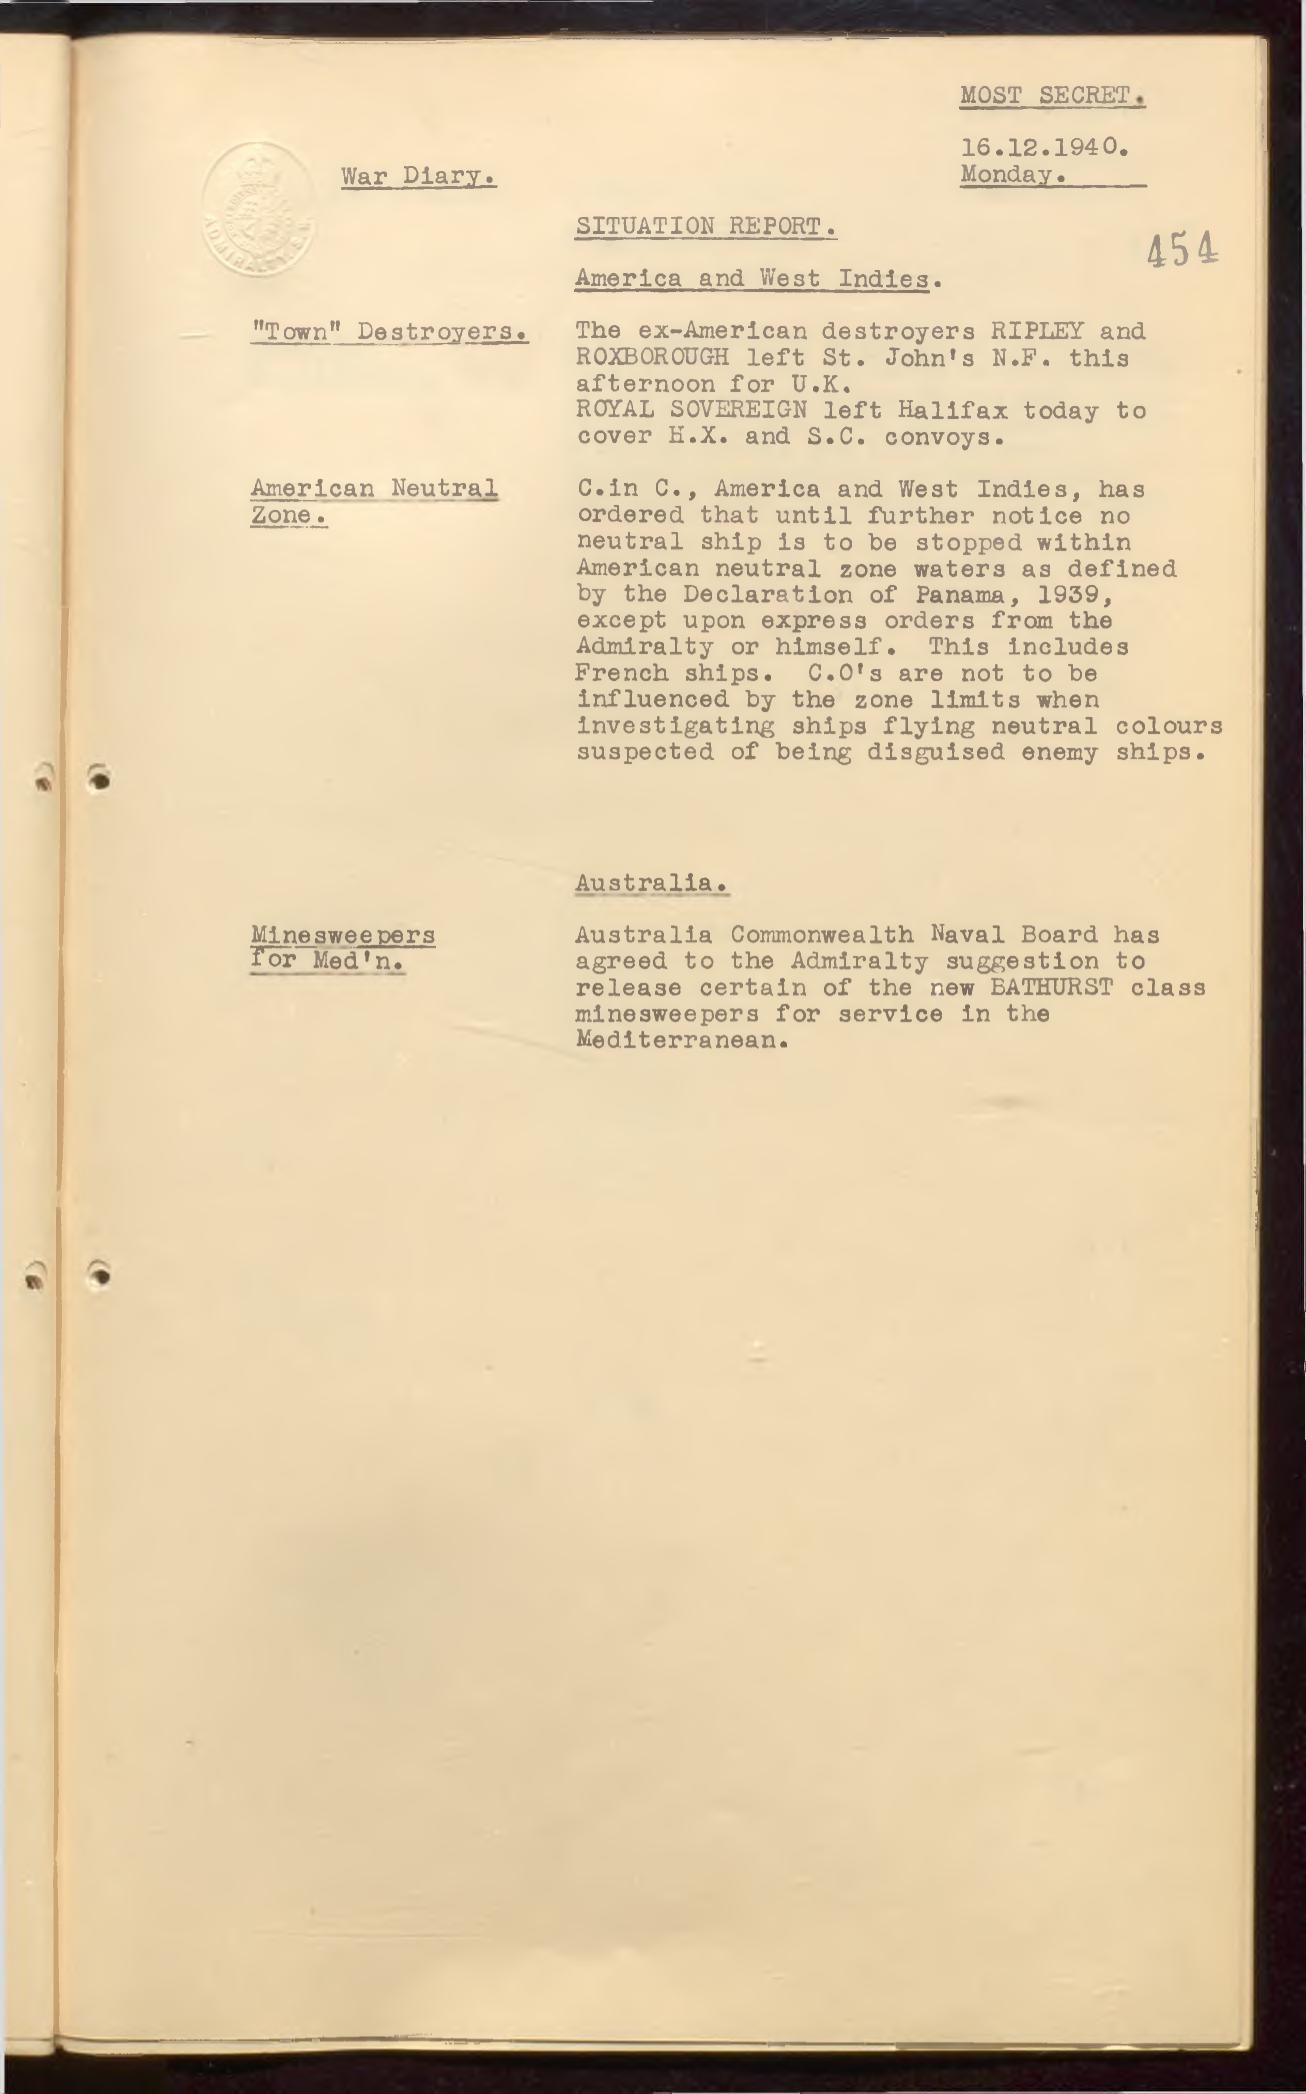 MOST SECRET.
16.12.1940.
Monday.
War Diary.
ADMIRALTY. S.W.
SITUATION REPORT.
454
America and West Indies.
"Town" Destroyers.
The ex-American destroyers RIPLEY and
ROXBOROUGH left St. John's N.F. this
afternoon for U.K.
ROYAL SOVEREIGN left Halifax today to
cover H.X. and S.C. convoys.
American Neutral
Zone.
C.in C., America and West Indies, has
ordered that until further notice no
neutral ship is to be stopped within
American neutral zone waters as defined
by the Declaration of Panama, 1939,
except upon express orders from the
Admiralty or himself.  This includes
French ships.  C.O's are not to be
influenced by the zone limits when
investigating ships flying neutral colours
suspected of being disguised enemy ships.
Australia.
Minesweepers
for Med'n.
Australia Commonwealth Naval Board has
agreed to the Admiralty suggestion to
release certain of the new BATHURST class
minesweepers for service in the
Mediterranean.